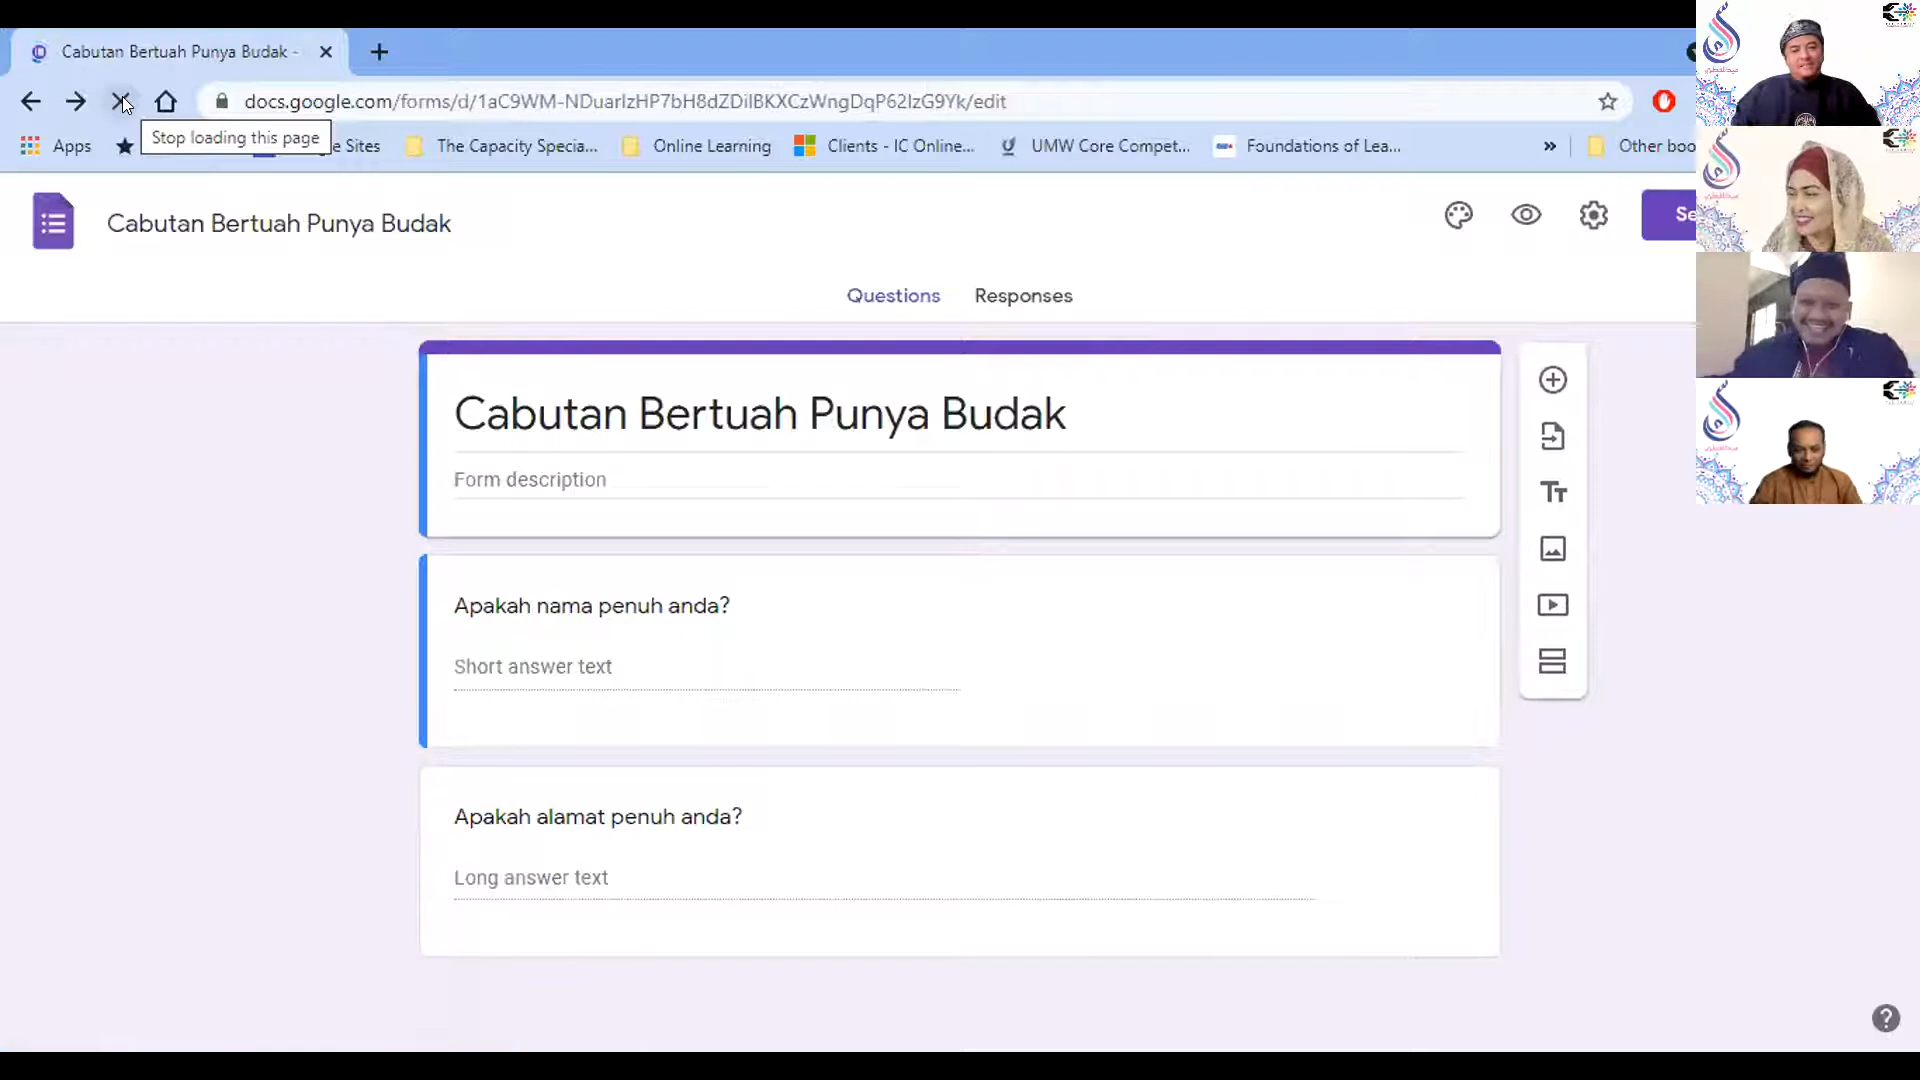 Cabutan Bertuah Punya Budak -
docs.google.com/forms/d/1aC9WM-NDuarIzHP7bH8dZDilBKXCzWngDqP62IzG9Yk/edit
Stop loading this page
Apps
e Sites
The Capacity Specia...
Online Learning
Clients - IC Online...
UMW Core Compet...
Foundations of Lea...
»
Other boo
Cabutan Bertuah Punya Budak
Se
Questions
Responses
Cabutan Bertuah Punya Budak
Form description
Apakah nama penuh anda?
Short answer text
Apakah alamat penuh anda?
Long answer text